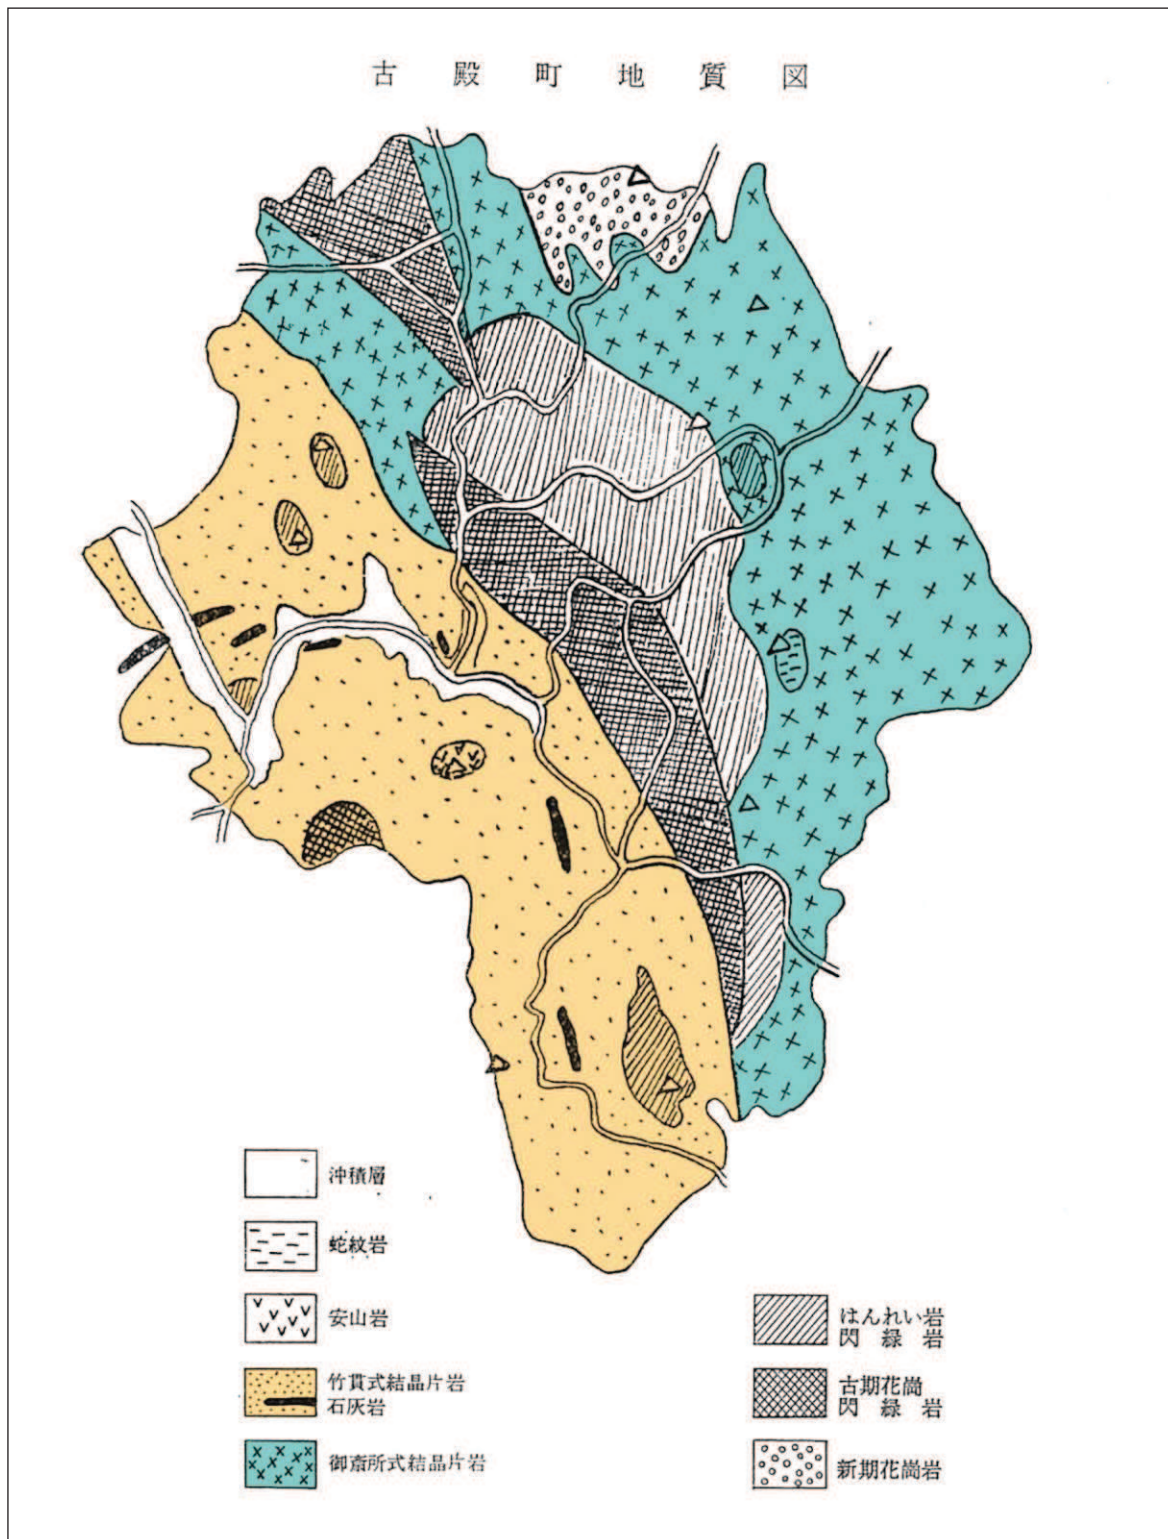 古殿町地質図
沖積層
蛇紋岩
安山岩
竹貫式結晶片岩
石灰岩
御斎所式結晶片岩
はんれい岩
閃緑岩
古期花崗
閃緑岩
新期花崗岩